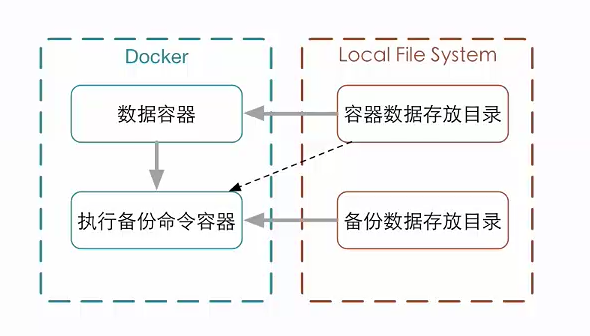 Docker
Local File System
数据容器
容器数据存放目录
执行备份命令容器
备份数据存放目录